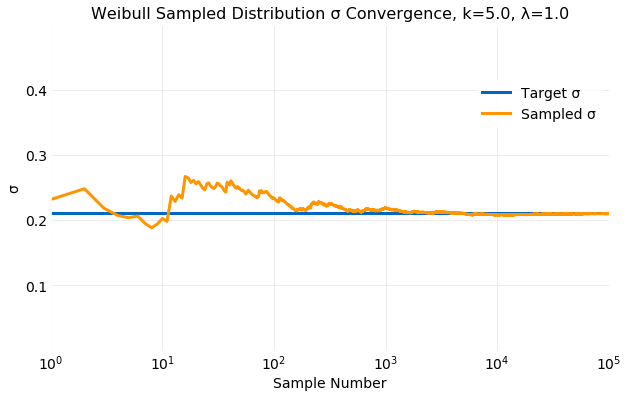 Weibull Sampled Distribution σ Convergence, k=5.0, λ=1.0
σ
0.4
0.3
0.2
0.1
Target σ
Sampled σ
10⁰
10¹
10²
10³
10⁴
10⁵
Sample Number